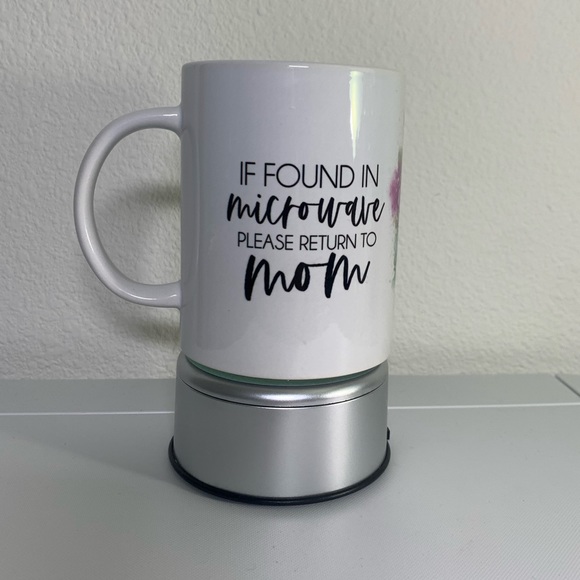 IF FOUND IN
microwave
PLEASE RETURN TO
mom